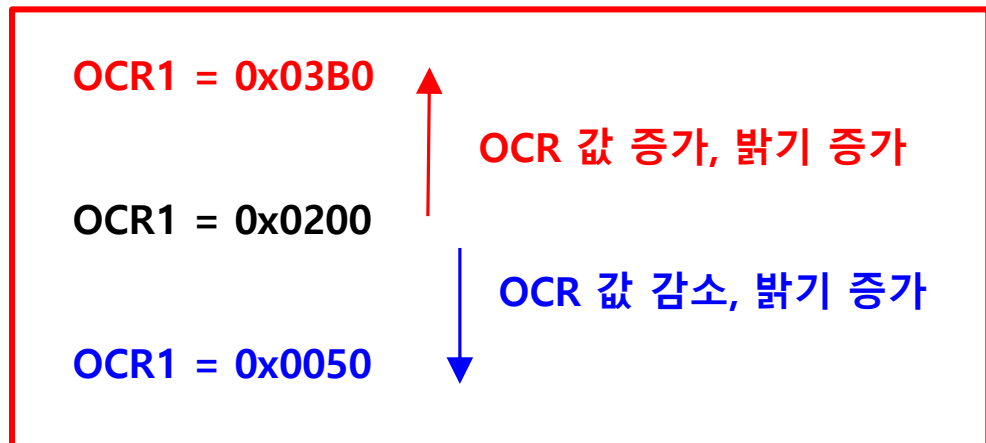 OCR1 = 0x03B0
OCR 값 증가, 밝기 증가
OCR1 = 0x0200
OCR 값 감소, 밝기 증가
OCR1 = 0x0050